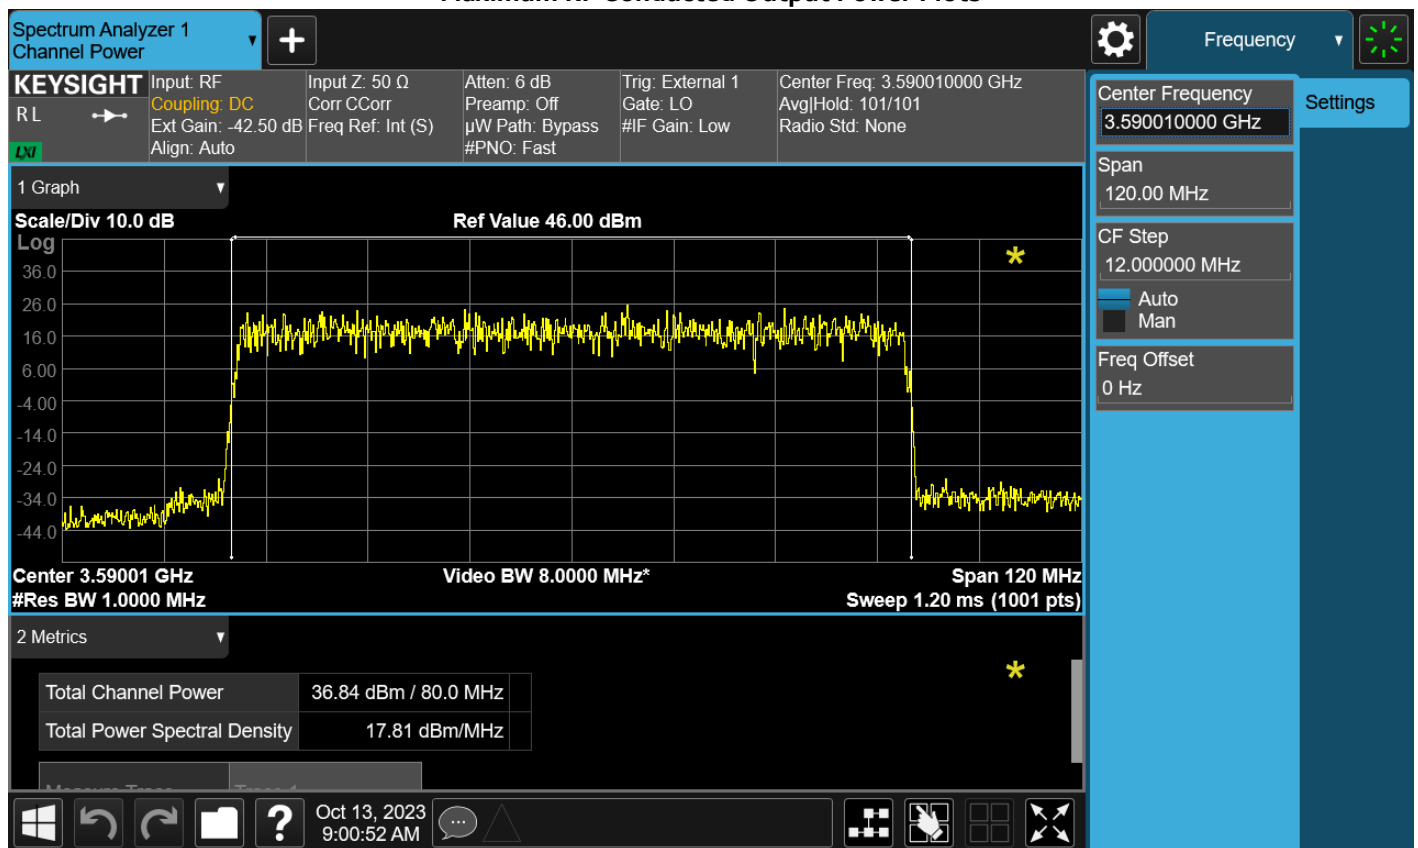 Spectrum Analyzer 1
Channel Power
Frequency
KEYSIGHT
R L
LXI
Input: RF
Coupling: DC
Ext Gain: -42.50 dB
Align: Auto
Input Z: 50 Ω
Corr CCorr
Freq Ref: Int (S)
Atten: 6 dB
Preamp: Off
µW Path: Bypass
#PNO: Fast
Trig: External 1
Gate: LO
#IF Gain: Low
Center Freq: 3.590010000 GHz
Avg|Hold: 101/101
Radio Std: None
Center Frequency
3.590010000 GHz
Settings
Span
120.00 MHz
CF Step
12.000000 MHz
Auto
Man
Freq Offset
0 Hz
1 Graph
Scale/Div 10.0 dB
Ref Value 46.00 dBm
Log
36.0
26.0
16.0
6.00
-4.00
-14.0
-24.0
-34.0
-44.0
Center 3.59001 GHz
Video BW 8.0000 MHz*
Span 120 MHz
#Res BW 1.0000 MHz
Sweep 1.20 ms (1001 pts)
2 Metrics
Total Channel Power 36.84 dBm / 80.0 MHz
Total Power Spectral Density 17.81 dBm/MHz
Oct 13, 2023
9:00:52 AM